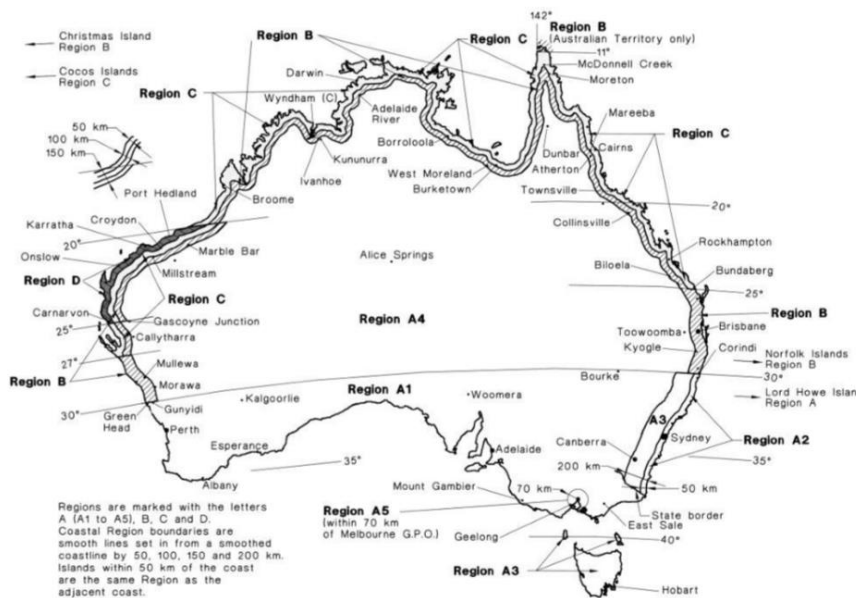 Christmas Island
Region B
Cocos Islands
Region C
50 km
100 km
150 km
Region B
Darwin
Region C
Wyndham (C)
Adelaide
River
Kununurra
Ivanhoe
Borroloola
West Moreland
Burketown
Region C
142°
Region B
(Australian Territory only)
11°
McDonnell Creek
Moreton
Mareeba
Region C
Cairns
Dunbar
Atherton
Townsville
20°
Collinsville
Rockhampton
Biloela
Bundaberg
25°
Region B
Toowoomba
Brisbane
Kyogle
Corindi
Norfolk Islands
Region B
30°
Lord Howe Islan
Region A
Port Hedland
Croydon
Karratha
20°
Onslow
Broome
Marble Bar
Millstream
Region D
Region C
Carnarvon
25°
Gascoyne Junction
Callytharra
27°
Region B
Mullewa
Morawa
30°
Green
Head
Gunyidi
Perth
Alice Springs
Region A4
Region A1
Kalgoorlie
Woomera
Bourke
Esperance
Albany
35°
Adelaide
A3
Canberra
Sydney
Region A2
200 km
35°
50 km
Mount Gambier
70 km
State border
East Sale
Region A5
(within 70 km
of Melbourne G.P.O.)
Geelong
40°
Region A3
Hobart
Regions are marked with the letters
A (A1 to A5), B, C and D.
Coastal Region boundaries are
smooth lines set in from a smoothed
coastline by 50, 100, 150 and 200 km.
Islands within 50 km of the coast
are the same Region as the
adjacent coast.